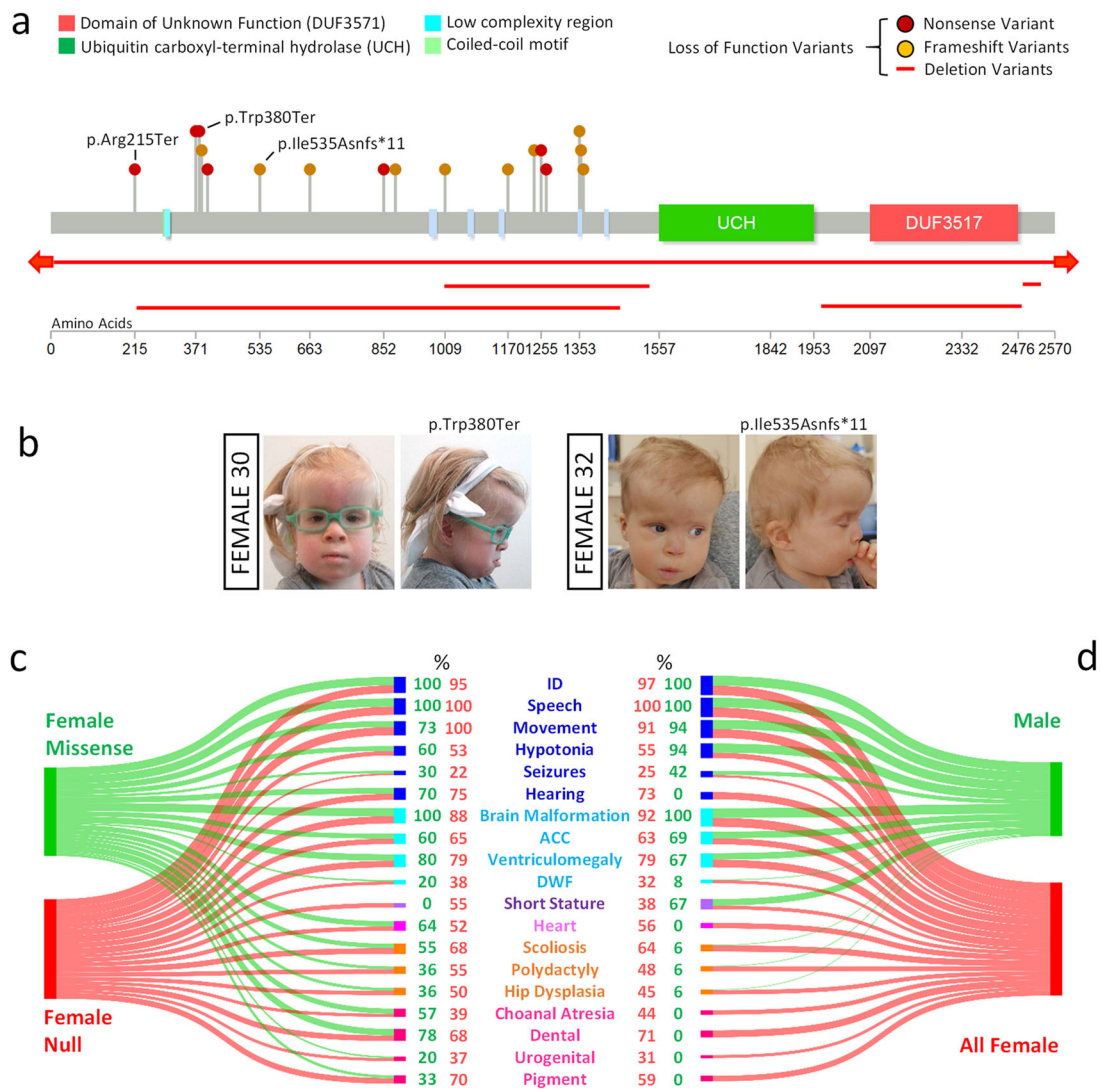 a
Domain of Unknown Function (DUF3571)
Low complexity region
Ubiquitin carboxyl-terminal hydrolase (UCH)
Coiled-coil motif
Loss of Function Variants
Nonsense Variant
Frameshift Variants
Deletion Variants
p.Trp380Ter
p.Arg215Ter
p.Ile535Asnfs*11
UCH
DUF3517
Amino Acids
0 215 371 535 663 852 1009 1170 1255 1353 1557 1842 1953 2097 2332 2476 2570
b
FEMALE 30
p.Trp380Ter
FEMALE 32
p.Ile535Asnfs*11
c
d
% %
Female
Missense
Female
Null
Male
All Female
100 95 ID 97 100
100 100 Speech 100 100
73 100 Movement 91 94
60 53 Hypotonia 55 94
30 22 Seizures 25 42
70 75 Hearing 73 0
100 88 Brain Malformation 92 100
60 65 ACC 63 69
80 79 Ventriculomegaly 79 67
20 38 DWF 32 8
0 55 Short Stature 38 67
64 52 Heart 56 0
55 68 Scoliosis 64 6
36 55 Polydactyly 48 6
36 50 Hip Dysplasia 45 6
57 39 Choanal Atresia 44 0
78 68 Dental 71 0
20 37 Urogenital 31 0
33 70 Pigment 59 0